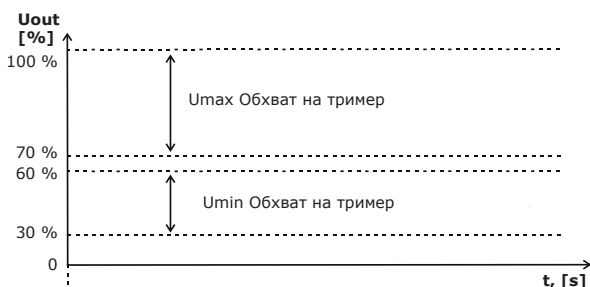 Uout
[%]
100 %
Umax Обхват на тример
70 %
60 %
Umin Обхват на тример
30 %
0
t, [s]